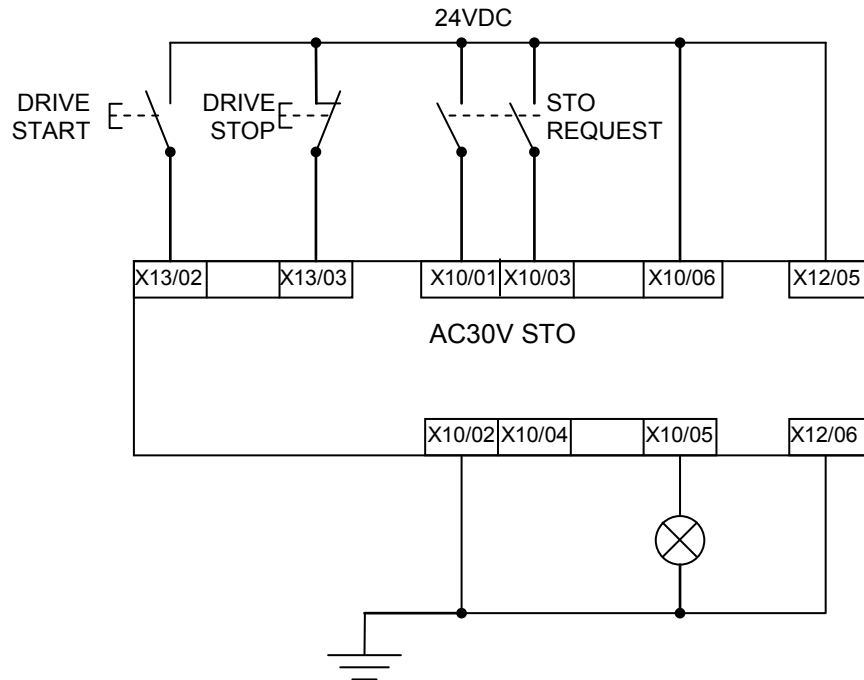 24VDC
DRIVE
START
DRIVE
STOP
STO
REQUEST
X13/02
X13/03
X10/01
X10/03
X10/06
X12/05
AC30V STO
X10/02
X10/04
X10/05
X12/06